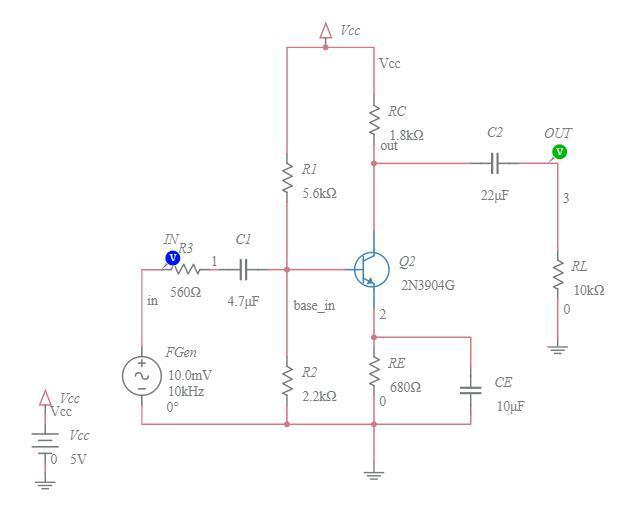 Vcc
Vcc
RC
1.8kΩ
out
C2
OUT
V
22μF
3
R1
5.6kΩ
IN
V
R3
1
C1
560Ω
4.7μF
in
base_in
Q2
2N3904G
2
RL
10kΩ
0
FGen
10.0mV
10kHz
0°
R2
2.2kΩ
RE
680Ω
0
CE
10μF
Vcc
Vcc
Vcc
0
5V